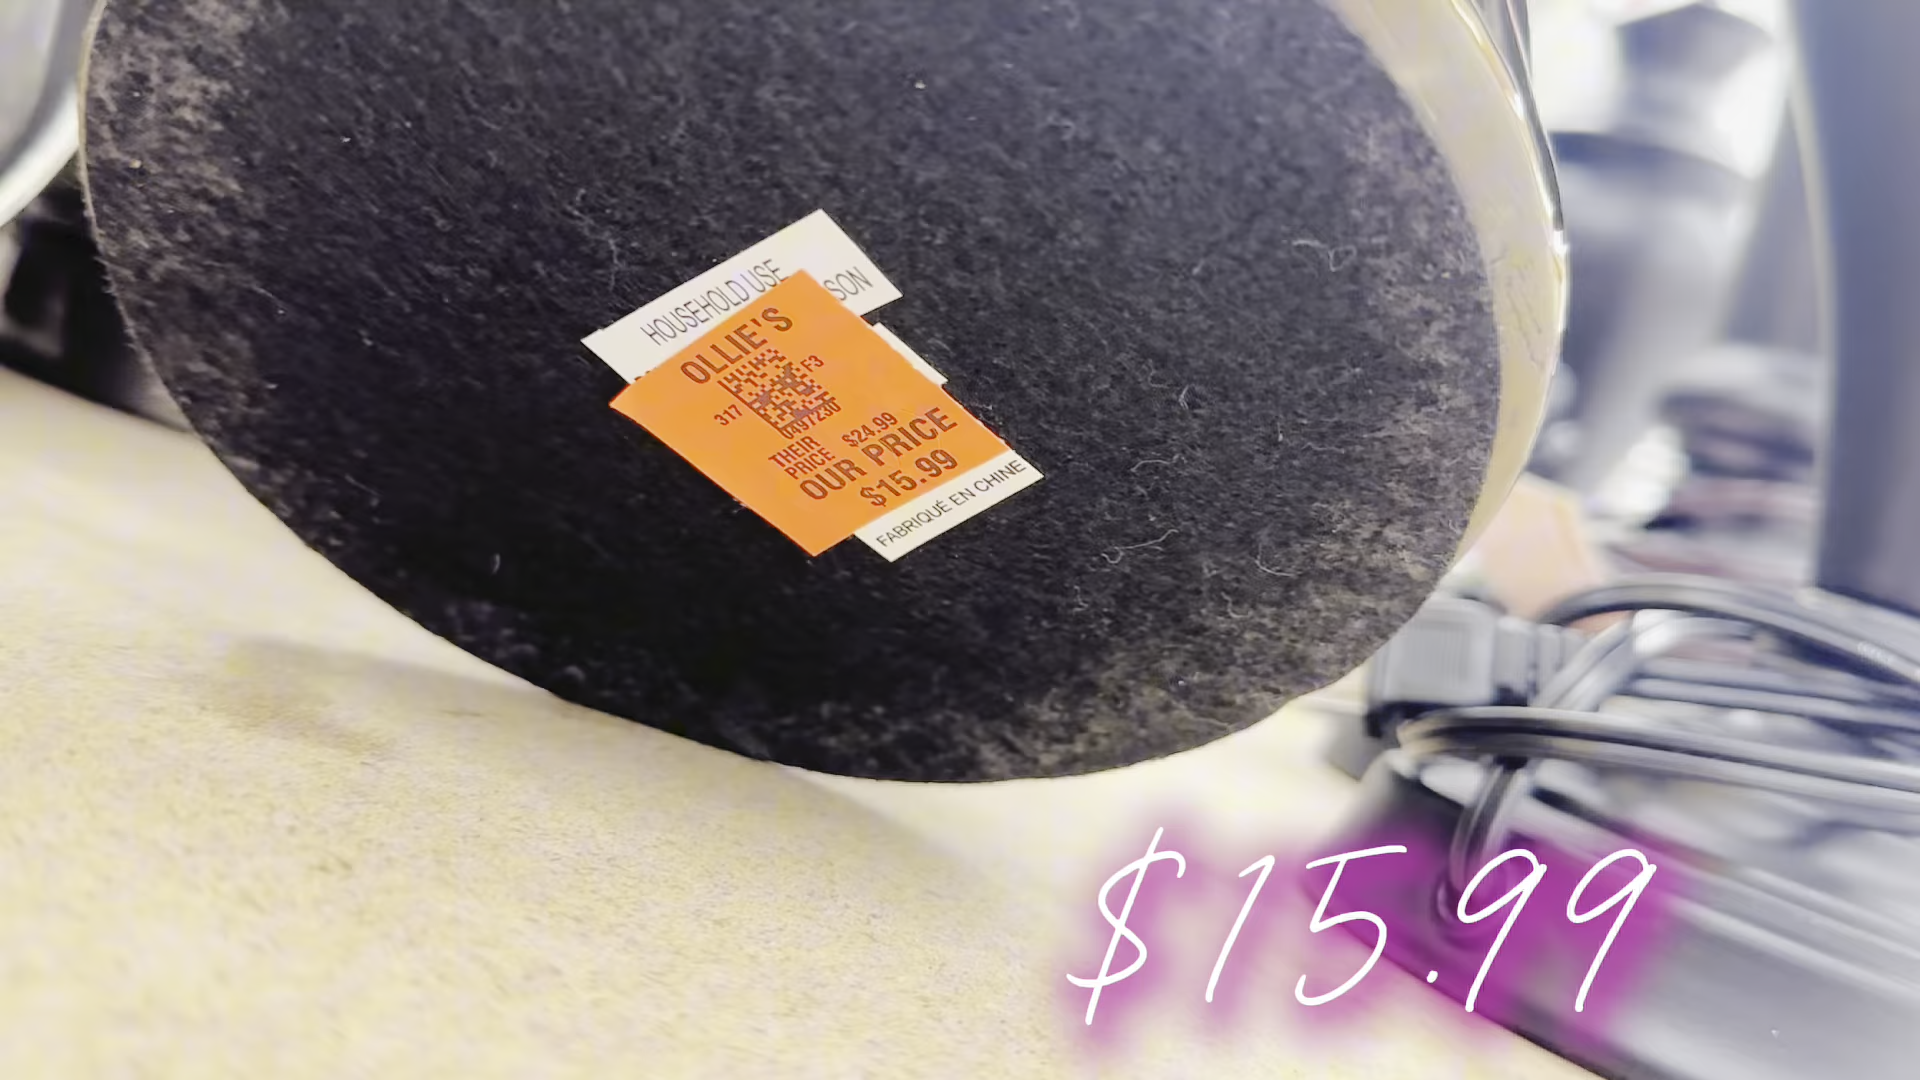 HOUSEHOLD USE
SON
OLLIE'S
317
F3
0497230
THEIR
PRICE
$24.99
OUR PRICE
$15.99
FABRIQUÉ EN CHINE
$15.99